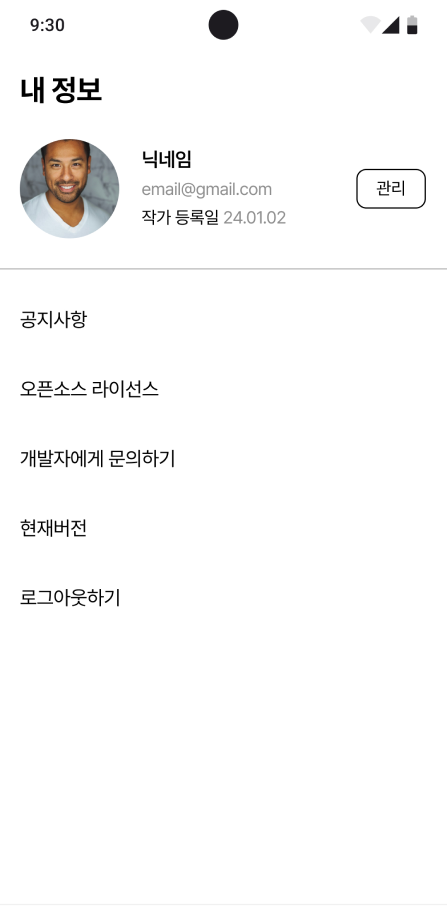 9:30
내 정보
닉네임
email@gmail.com
작가 등록일 24.01.02
관리
공지사항
오픈소스 라이선스
개발자에게 문의하기
현재버전
로그아웃하기